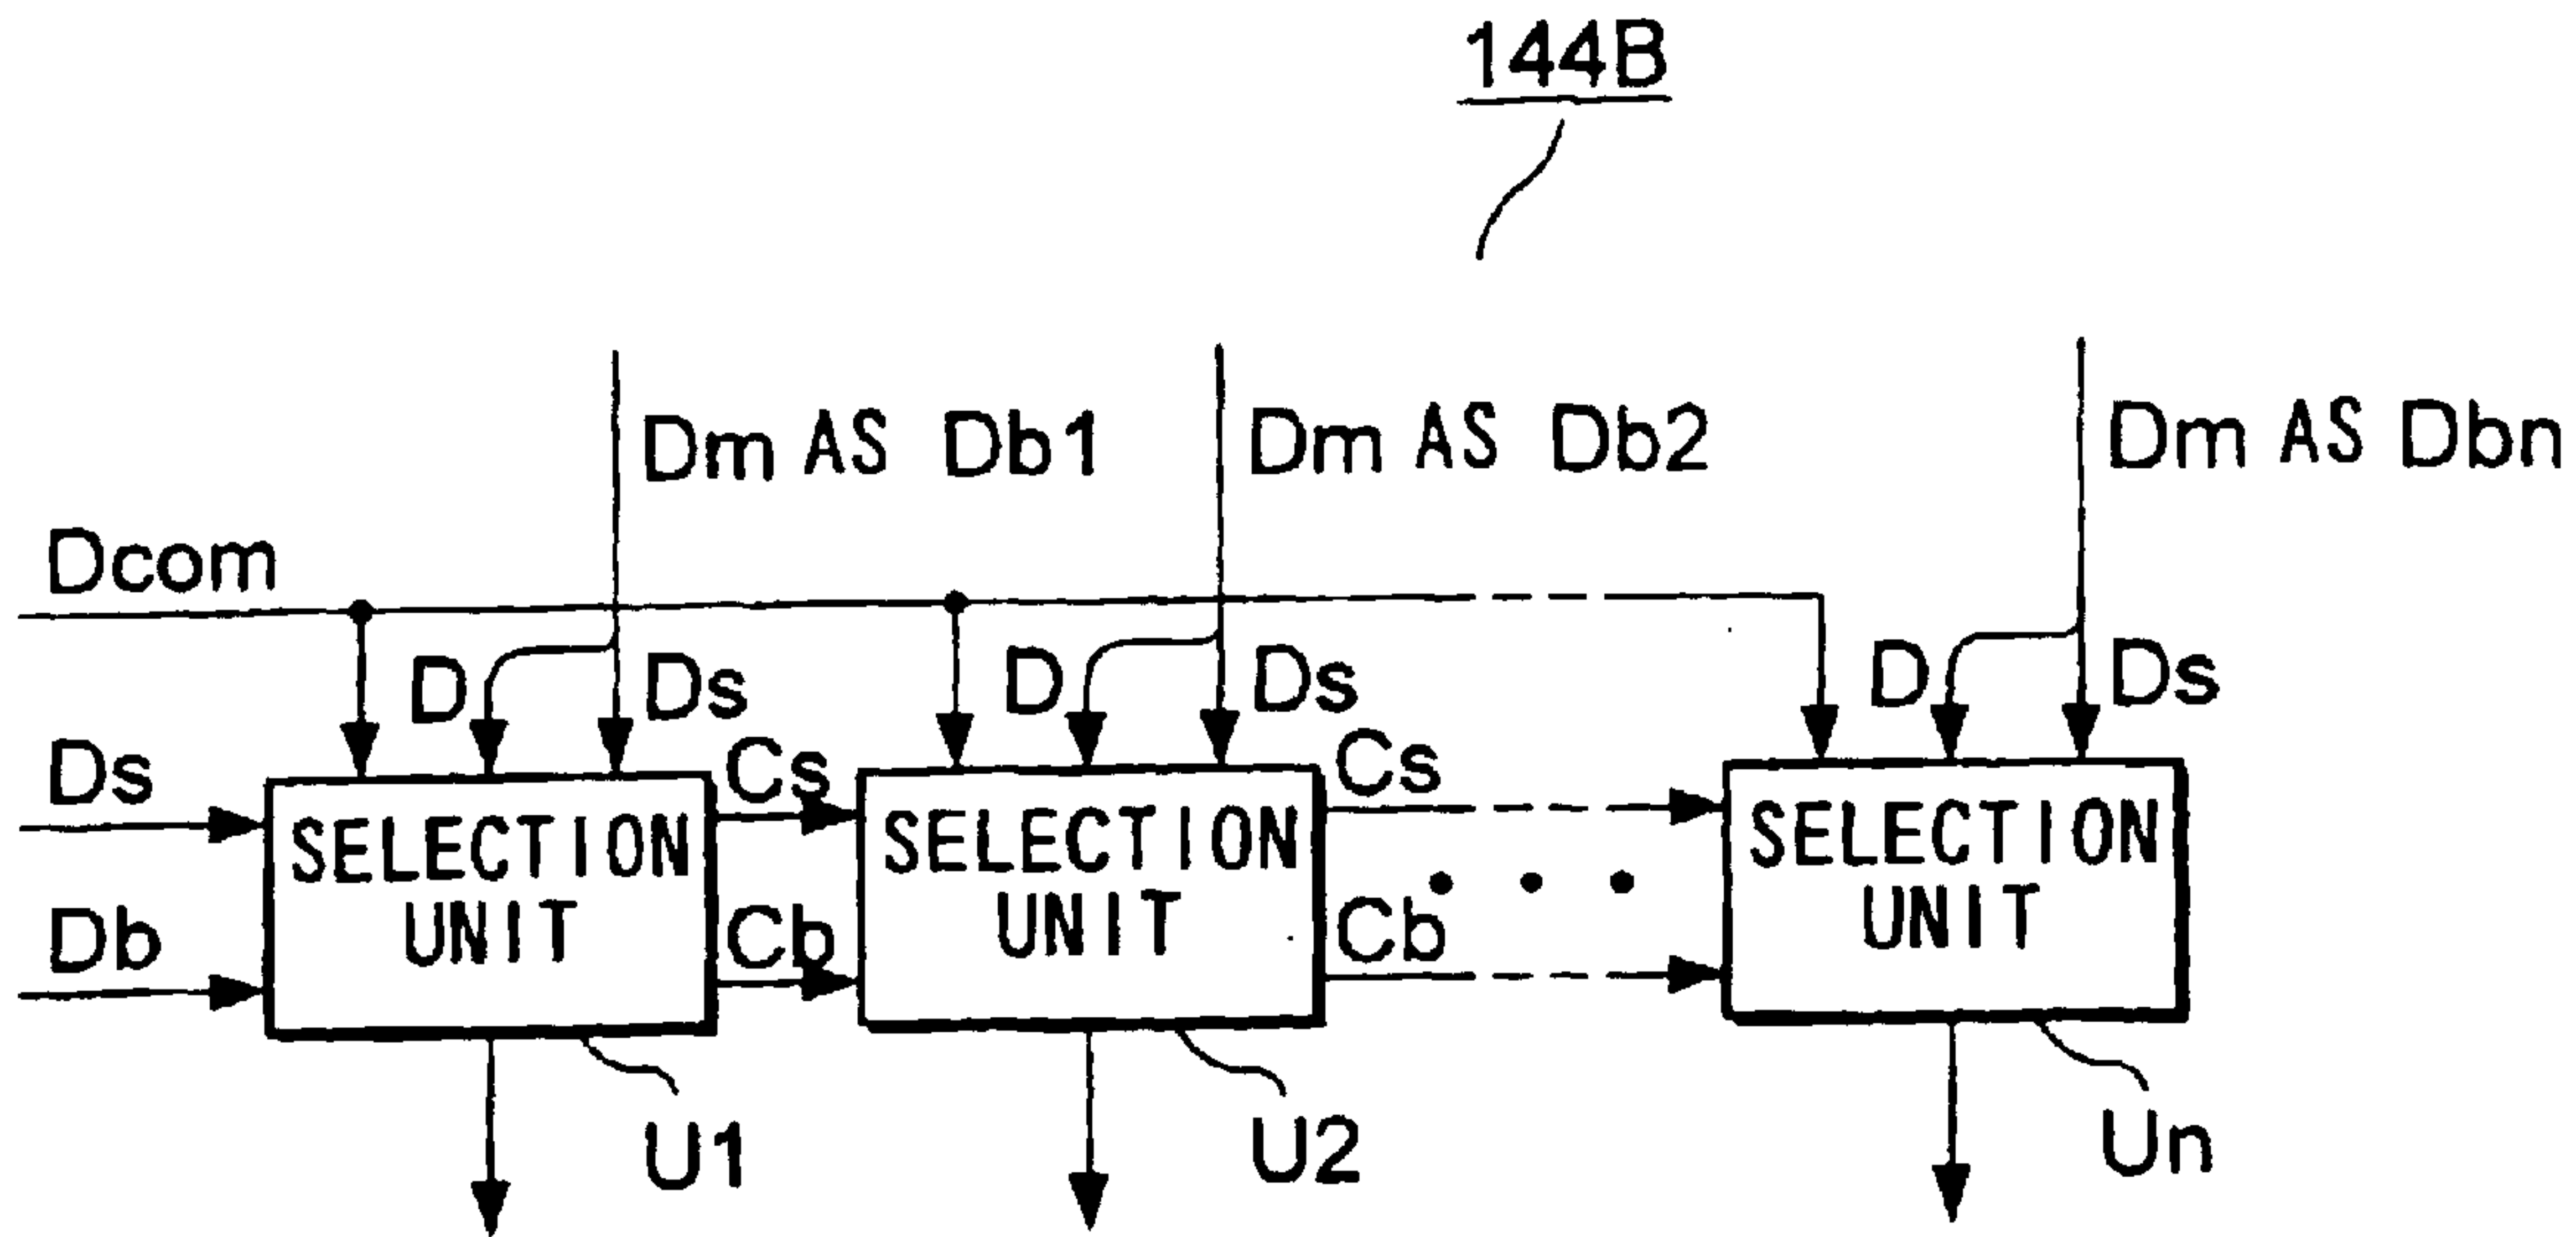 144B
Dm AS Db1
Dm AS Db2
Dm AS Dbn
Dcom
D
Ds
D
Ds
D
Ds
Ds
Cs
Cs
SELECTION
UNIT
SELECTION
UNIT
SELECTION
UNIT
Db
Cb
Cb
U1
U2
Un